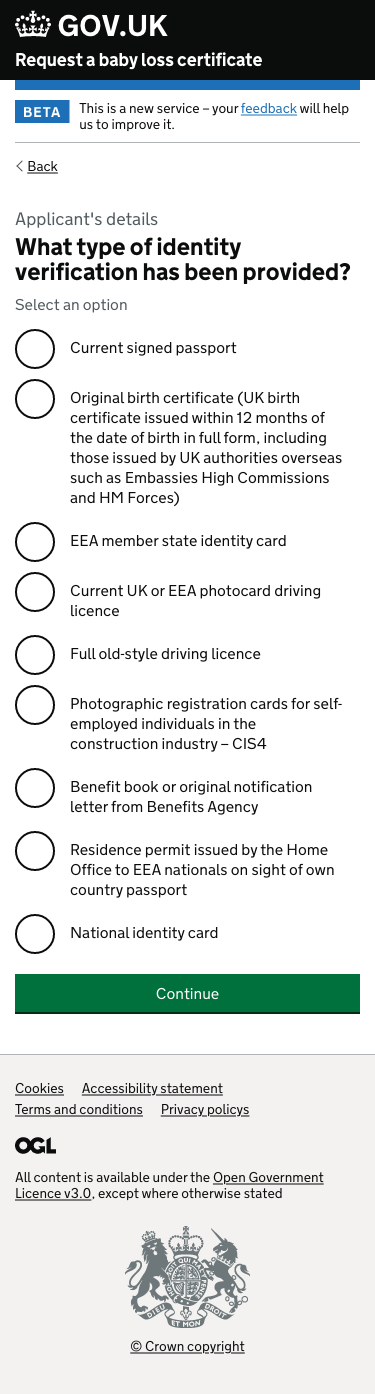 GOV.UK
Request a baby loss certificate
BETA
This is a new service – your feedback will help
us to improve it.
Back
Applicant's details
What type of identity
verification has been provided?
Select an option
Current signed passport
Original birth certificate (UK birth
certificate issued within 12 months of
the date of birth in full form, including
those issued by UK authorities overseas
such as Embassies High Commissions
and HM Forces)
EEA member state identity card
Current UK or EEA photocard driving
licence
Full old-style driving licence
Photographic registration cards for self-
employed individuals in the
construction industry – CIS4
Benefit book or original notification
letter from Benefits Agency
Residence permit issued by the Home
Office to EEA nationals on sight of own
country passport
National identity card
Continue
Cookies Accessibility statement
Terms and conditions Privacy policys
OGL
All content is available under the Open Government
Licence v3.0, except where otherwise stated
DIEU ET MON DROIT
© Crown copyright